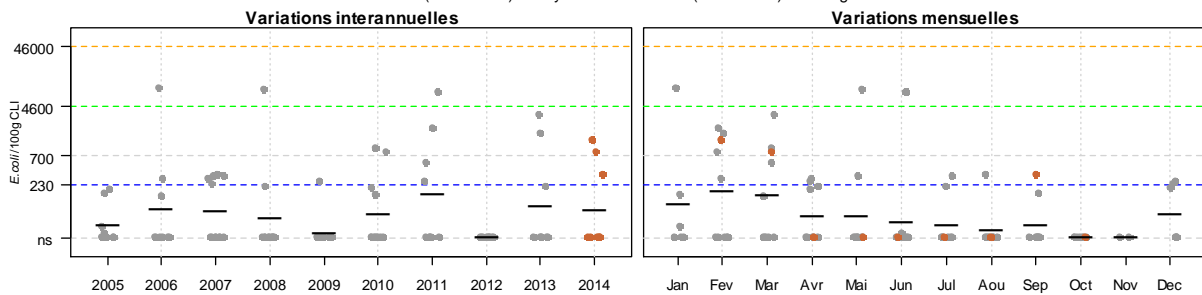 Variations interannuelles
Variations mensuelles
E.coli/100g CLI
46000
4600
700
230
ns
2005 2006 2007 2008 2009 2010 2011 2012 2013 2014
Jan Fev Mar Avr Mai Jun Jul Aou Sep Oct Nov Dec